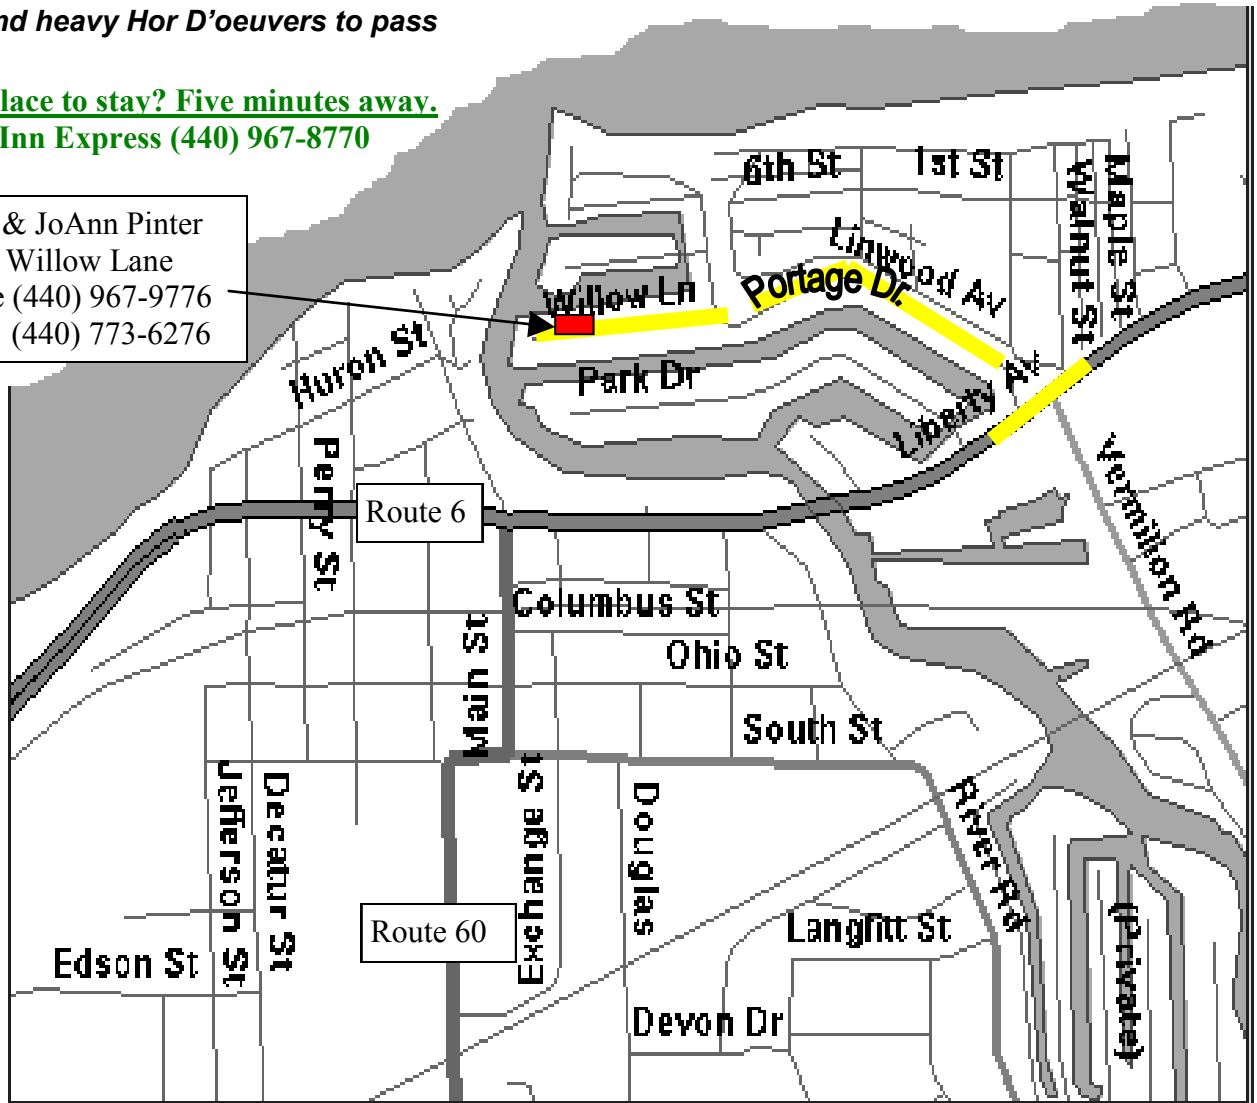 nd heavy Hor D'oeuvers to pass
lace to stay? Five minutes away.
Inn Express (440) 967-8770
& JoAnn Pinter
Willow Lane
e (440) 967-9776
(440) 773-6276
6th St
1st St
Walnut St
Maple St
Linwood Av
Portage Dr.
Willow Ln
Huron St
Park Dr
Liberty Av
Perry St
Route 6
Vermilion Rd
Columbus St
Main St
Ohio St
South St
Jefferson St
Decatur St
Exchange St
Douglas
River Rd
Route 60
Langfitt St
(Private)
Edson St
Devon Dr